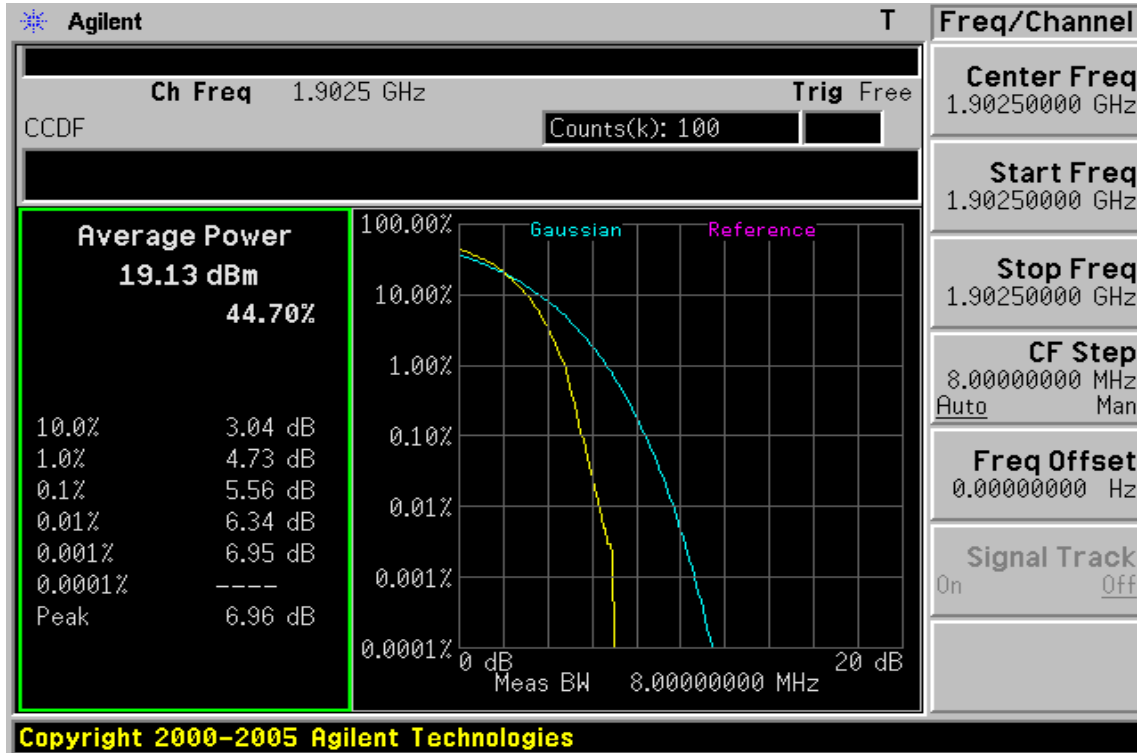 Agilent T Freq/Channel
Ch Freq 1.9025 GHz Trig Free
CCDF Counts(k): 100
Center Freq
1.90250000 GHz
Start Freq
1.90250000 GHz
Stop Freq
1.90250000 GHz
CF Step
8.00000000 MHz
Auto Man
Freq Offset
0.00000000 Hz
Signal Track
On Off
Average Power
19.13 dBm
44.70%
10.0% 3.04 dB
1.0% 4.73 dB
0.1% 5.56 dB
0.01% 6.34 dB
0.001% 6.95 dB
0.0001% ----
Peak 6.96 dB
Gaussian Reference
100.00%
10.00%
1.00%
0.10%
0.01%
0.001%
0.0001%
0 dB 20 dB
Meas BW 8.00000000 MHz
Copyright 2000-2005 Agilent Technologies